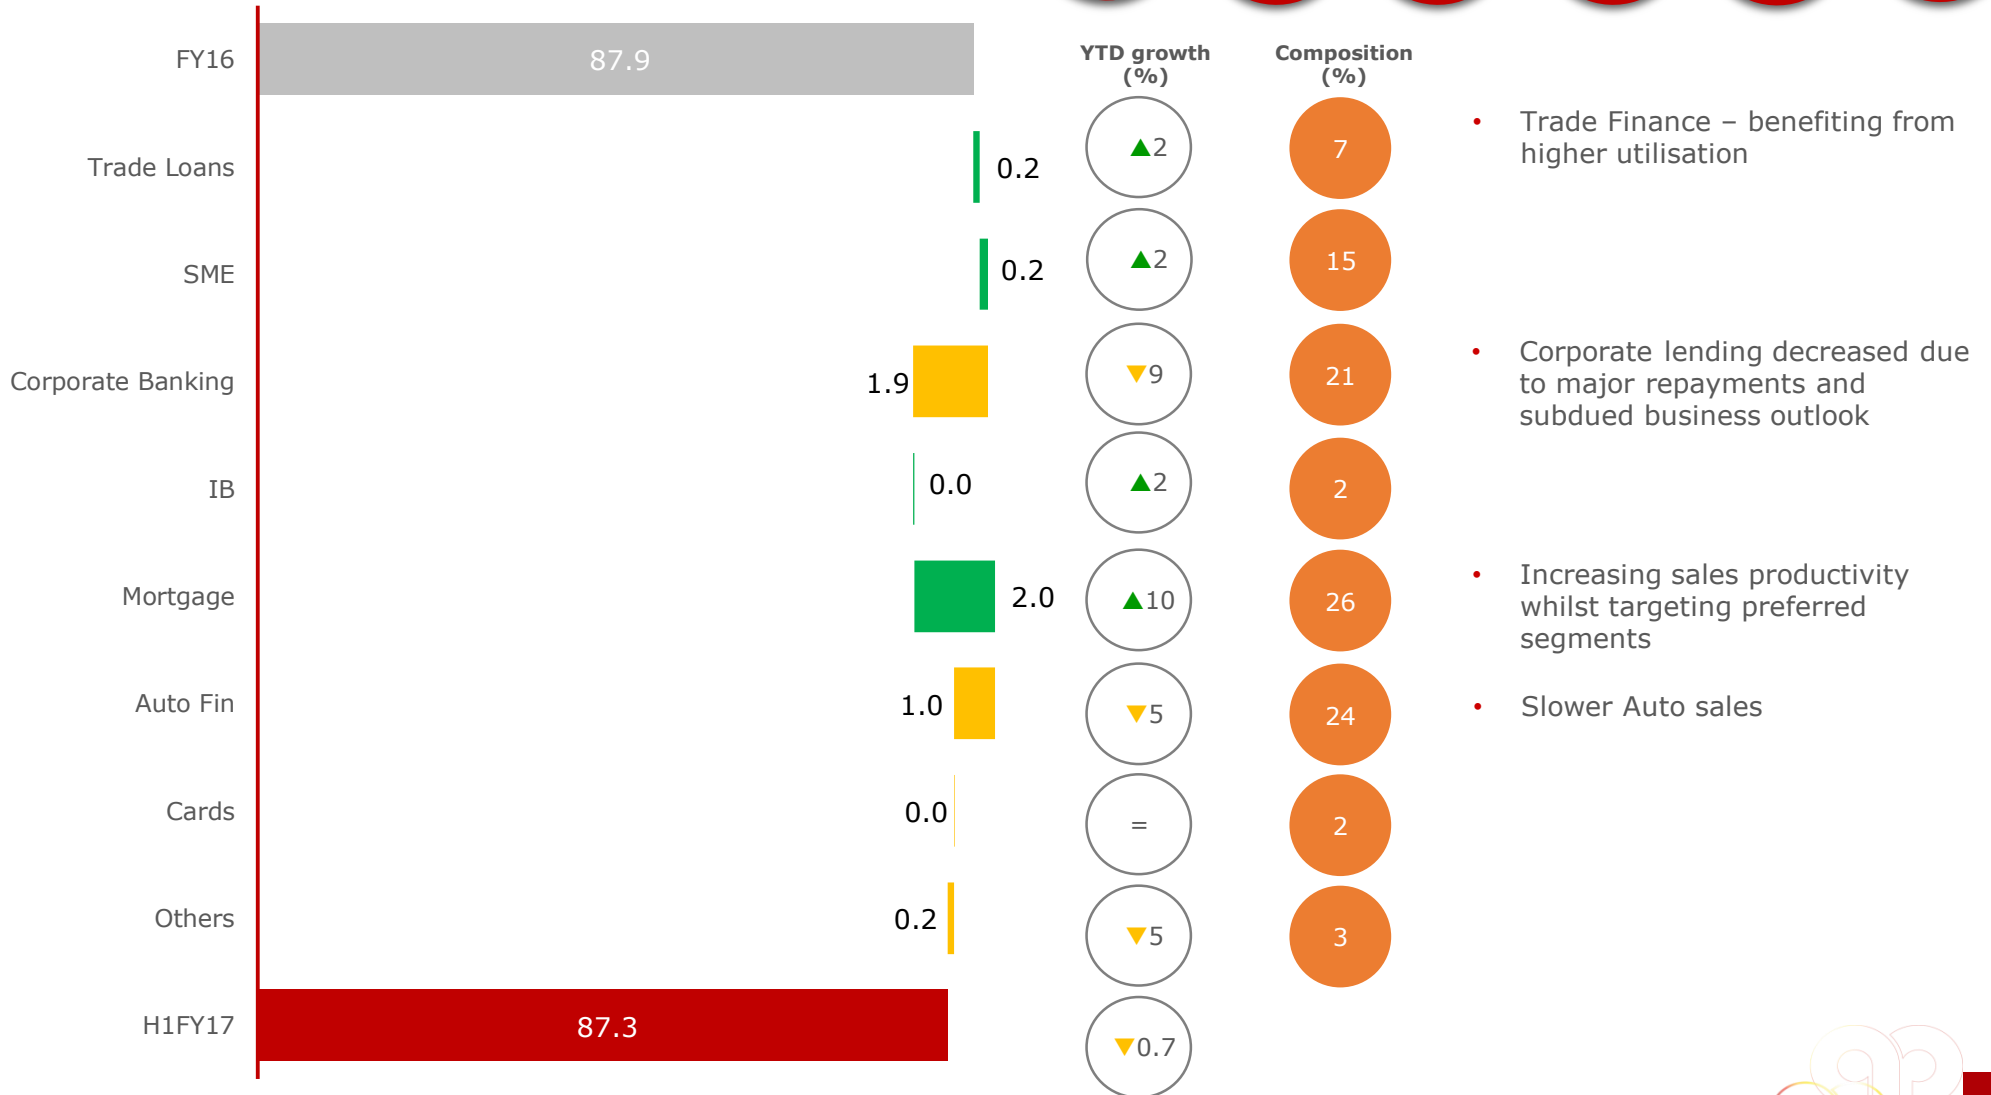 YTD growth
(%)
Composition
(%)
FY16
87.9
Trade Loans
0.2
▲2
7
• Trade Finance – benefiting from
higher utilisation
SME
0.2
▲2
15
Corporate Banking
1.9
▼9
21
• Corporate lending decreased due
to major repayments and
subdued business outlook
IB
0.0
▲2
2
Mortgage
2.0
▲10
26
• Increasing sales productivity
whilst targeting preferred
segments
Auto Fin
1.0
▼5
24
• Slower Auto sales
Cards
0.0
=
2
Others
0.2
▼5
3
H1FY17
87.3
▼0.7